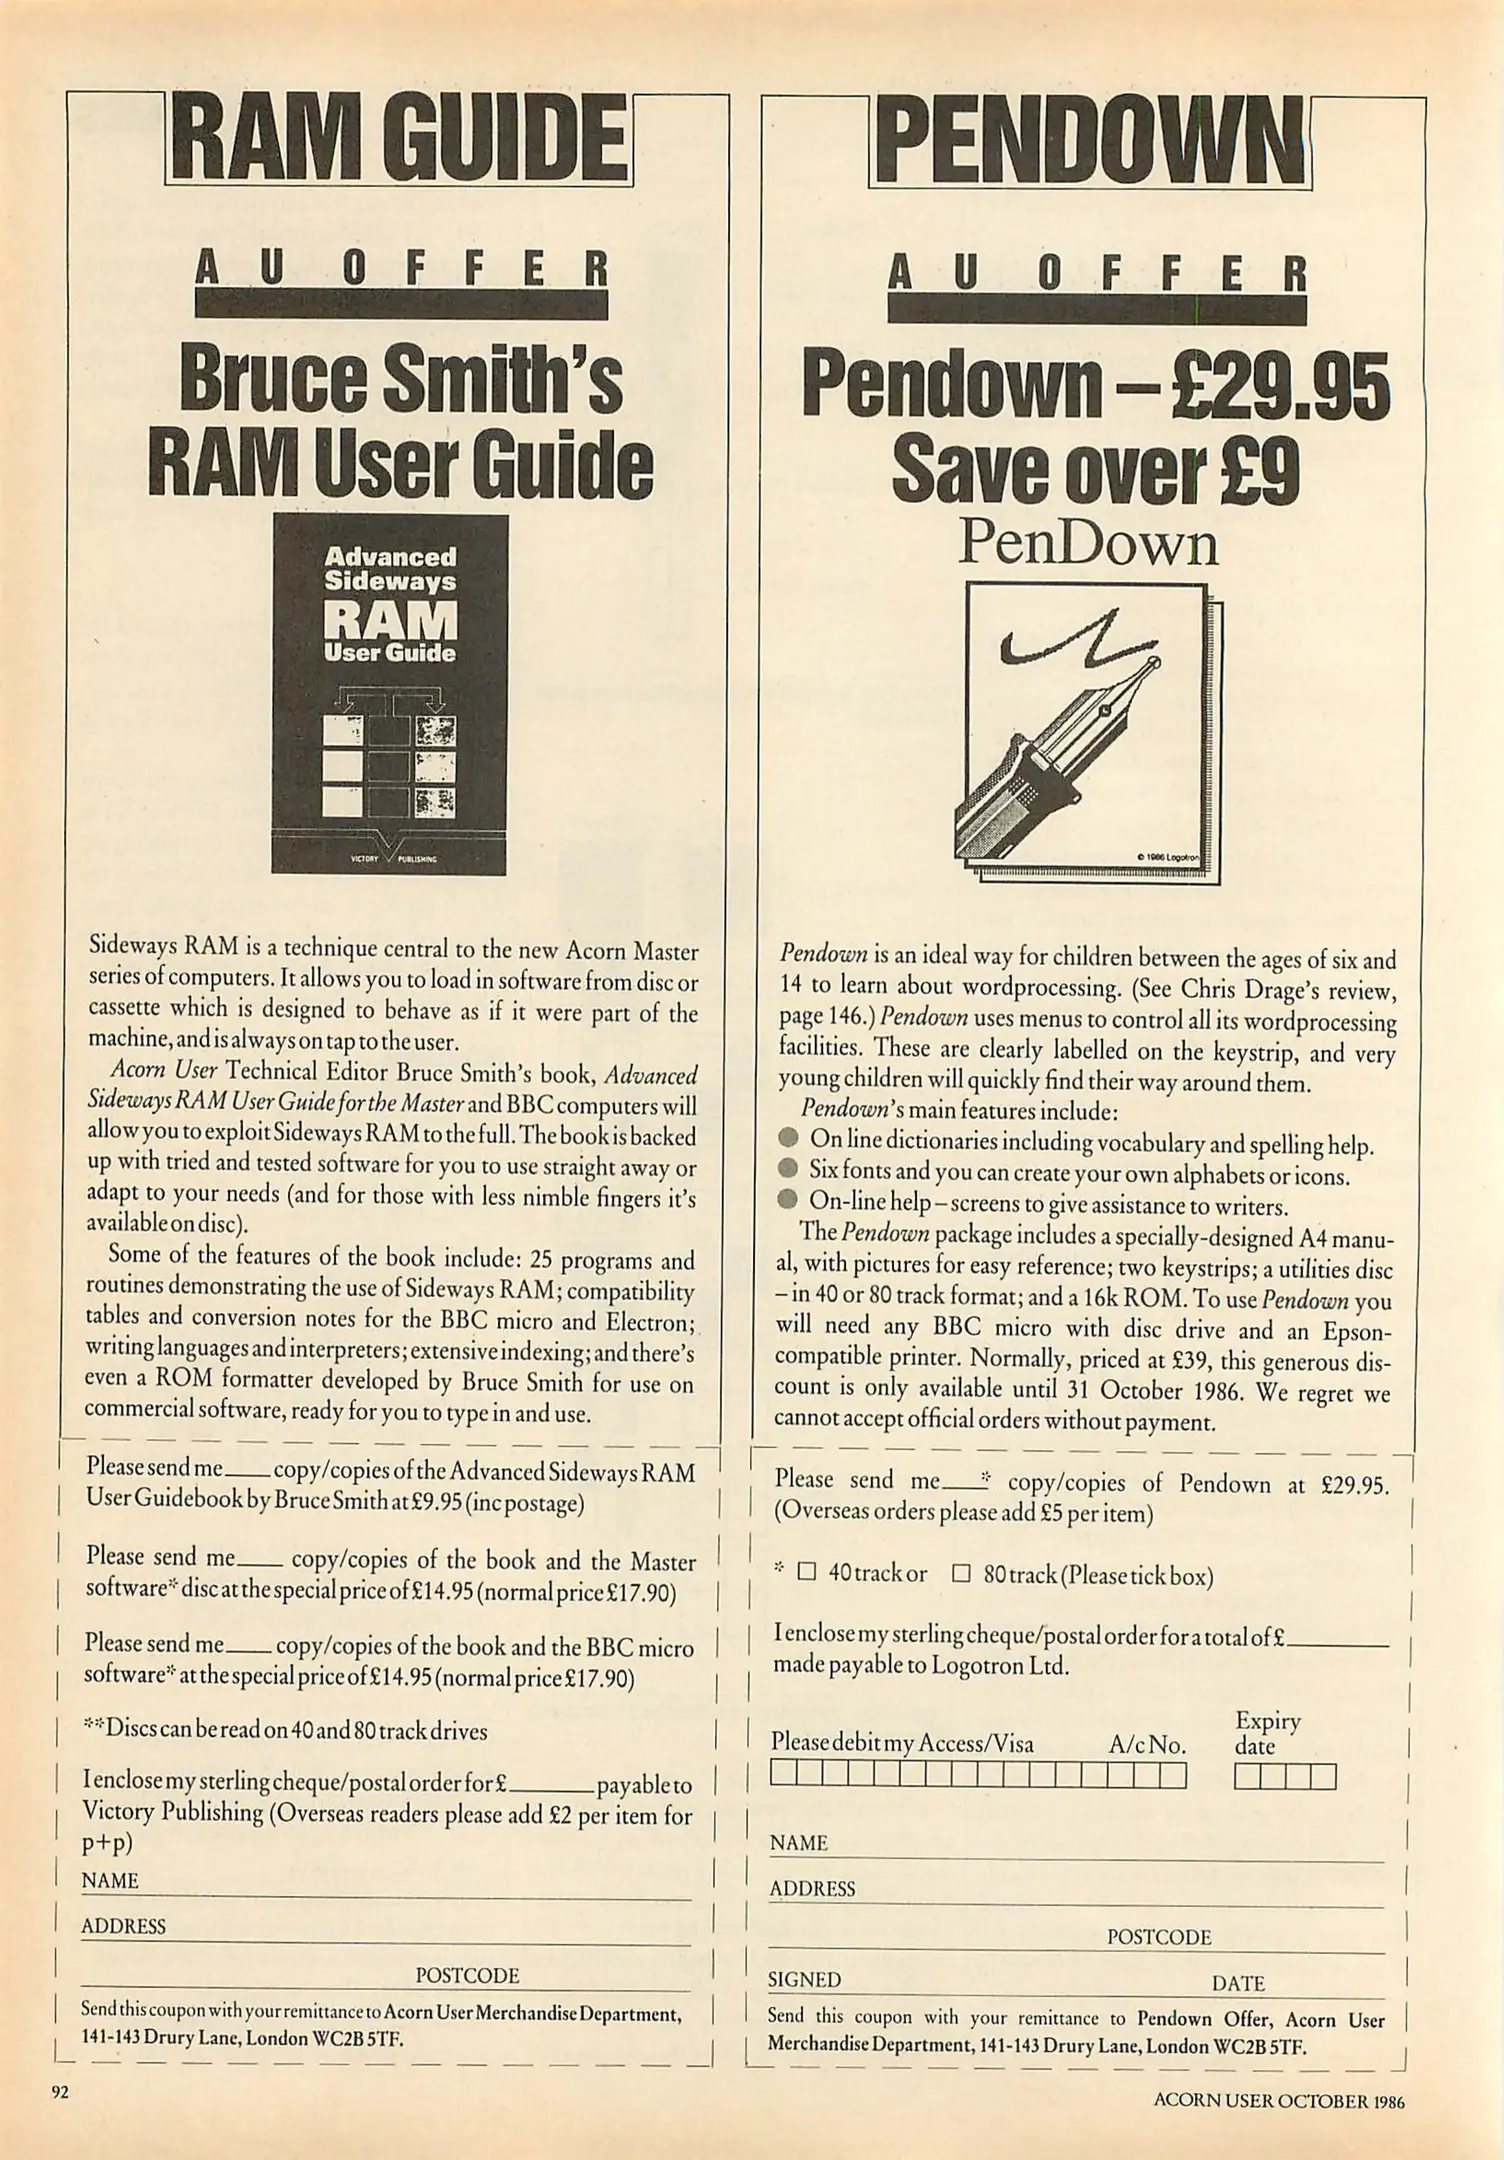 RAM GUIDE
AU OFFER
Bruce Smith's
RAM User Guide
Advanced
Sideways
RAM
User Guide
VICTORY PUBLISHING
Sideways RAM is a technique central to the new Acorn Master
series of computers. It allows you to load in software from disc or
cassette which is designed to behave as if it were part of the
machine, and is always on tap to the user.
Acorn User Technical Editor Bruce Smith's book, Advanced
Sideways RAM User Guide for the Master and BBC computers will
allow you to exploit Sideways RAM to the full. The book is backed
up with tried and tested software for you to use straight away or
adapt to your needs (and for those with less nimble fingers it's
available on disc).
Some of the features of the book include: 25 programs and
routines demonstrating the use of Sideways RAM; compatibility
tables and conversion notes for the BBC micro and Electron;
writing languages and interpreters; extensive indexing; and there's
even a ROM formatter developed by Bruce Smith for use on
commercial software, ready for you to type in and use.
Please send me____copy/copies of the Advanced Sideways RAM
User Guidebook by Bruce Smith at £9.95 (inc postage)
Please send me____ copy/copies of the book and the Master
software* disc at the special price of £14.95 (normal price £17.90)
Please send me____copy/copies of the book and the BBC micro
software* at the special price of £14.95 (normal price £17.90)
**Discs can be read on 40 and 80 track drives
I enclose my sterling cheque/postal order for £________payable to
Victory Publishing (Overseas readers please add £2 per item for
p+p)
NAME
ADDRESS
POSTCODE
Send this coupon with your remittance to Acorn User Merchandise Department,
141-143 Drury Lane, London WC2B 5TF.
92
PENDOWN
AU OFFER
Pendown – £29.95
Save over £9
PenDown
© 1986 Logotron
Pendown is an ideal way for children between the ages of six and
14 to learn about wordprocessing. (See Chris Drage's review,
page 146.) Pendown uses menus to control all its wordprocessing
facilities. These are clearly labelled on the keystrip, and very
young children will quickly find their way around them.
Pendown's main features include:
● On line dictionaries including vocabulary and spelling help.
● Six fonts and you can create your own alphabets or icons.
● On-line help – screens to give assistance to writers.
The Pendown package includes a specially-designed A4 manu-
al, with pictures for easy reference; two keystrips; a utilities disc
– in 40 or 80 track format; and a 16k ROM. To use Pendown you
will need any BBC micro with disc drive and an Epson-
compatible printer. Normally, priced at £39, this generous dis-
count is only available until 31 October 1986. We regret we
cannot accept official orders without payment.
Please send me____* copy/copies of Pendown at £29.95.
(Overseas orders please add £5 per item)
* □ 40 track or □ 80 track (Please tick box)
I enclose my sterling cheque/postal order for a total of £________
made payable to Logotron Ltd.
Please debit my Access/Visa A/c No. Expiry
date
NAME
ADDRESS
POSTCODE
SIGNED DATE
Send this coupon with your remittance to Pendown Offer, Acorn User
Merchandise Department, 141-143 Drury Lane, London WC2B 5TF.
ACORN USER OCTOBER 1986